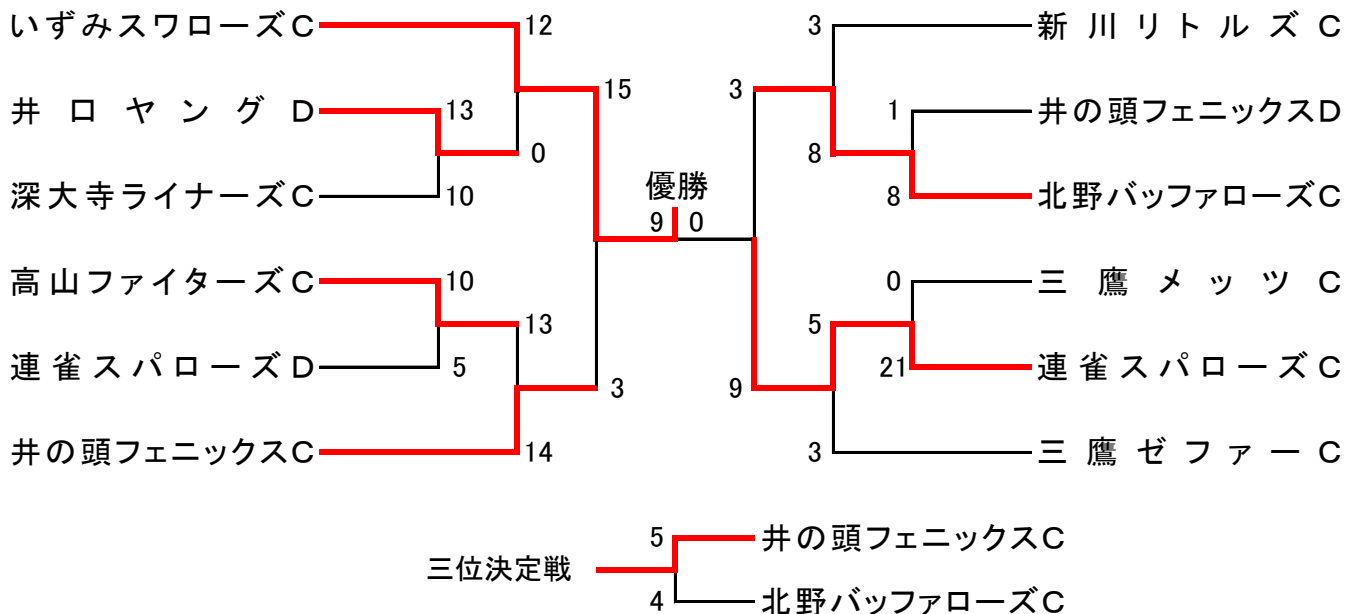 いずみスワローズC 12 3 新川リトルズC
15 3
井口ヤングD 13 1 井の頭フェニックスD
0 8
深大寺ライナーズC 10 優勝 8 北野バッファローズC
9 0
高山ファイターズC 10 0 三鷹メッツC
13 5
連雀スパローズD 5 21 連雀スパローズC
3 9
井の頭フェニックスC 14 3 三鷹ゼファーC
5 井の頭フェニックスC
三位決定戦
4 北野バッファローズC